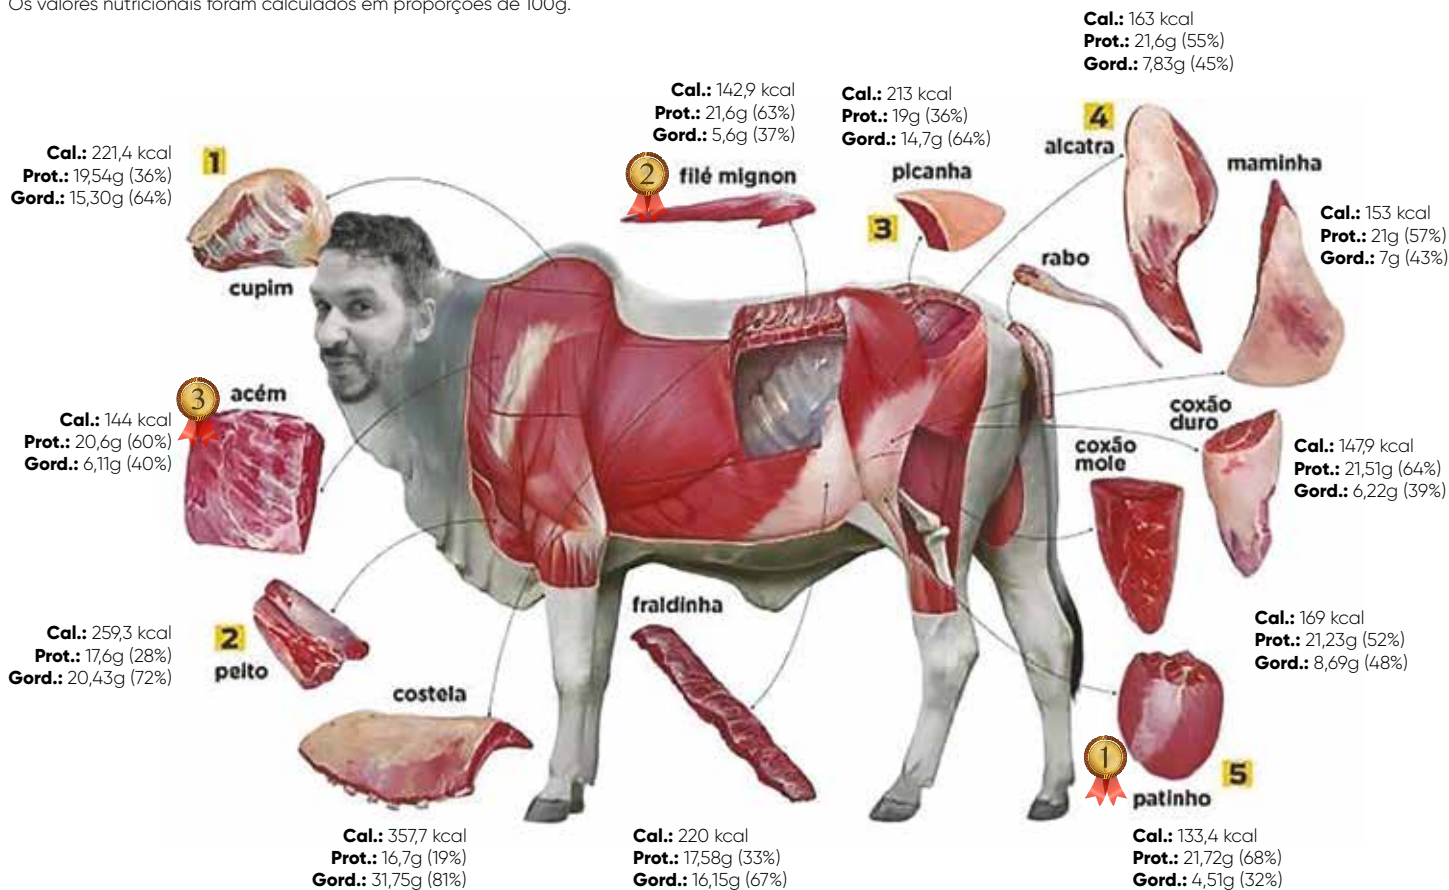 Os valores nutricionais foram calculados em proporções de 100g.
Cal.: 163 kcal
Prot.: 21,6g (55%)
Gord.: 7,83g (45%)
4
alcatra
Cal.: 142,9 kcal
Prot.: 21,6g (63%)
Gord.: 5,6g (37%)
2
filé mignon
Cal.: 213 kcal
Prot.: 19g (36%)
Gord.: 14,7g (64%)
picanha
3
Cal.: 221,4 kcal
Prot.: 19,54g (36%)
Gord.: 15,30g (64%)
1
cupim
maminha
Cal.: 153 kcal
Prot.: 21g (57%)
Gord.: 7g (43%)
rabo
3
acém
Cal.: 144 kcal
Prot.: 20,6g (60%)
Gord.: 6,11g (40%)
coxão
duro
Cal.: 147,9 kcal
Prot.: 21,51g (64%)
Gord.: 6,22g (39%)
coxão
mole
Cal.: 169 kcal
Prot.: 21,23g (52%)
Gord.: 8,69g (48%)
Cal.: 259,3 kcal
Prot.: 17,6g (28%)
Gord.: 20,43g (72%)
2
peito
costela
Cal.: 357,7 kcal
Prot.: 16,7g (19%)
Gord.: 31,75g (81%)
fraldinha
Cal.: 220 kcal
Prot.: 17,58g (33%)
Gord.: 16,15g (67%)
1
5
patinho
Cal.: 133,4 kcal
Prot.: 21,72g (68%)
Gord.: 4,51g (32%)